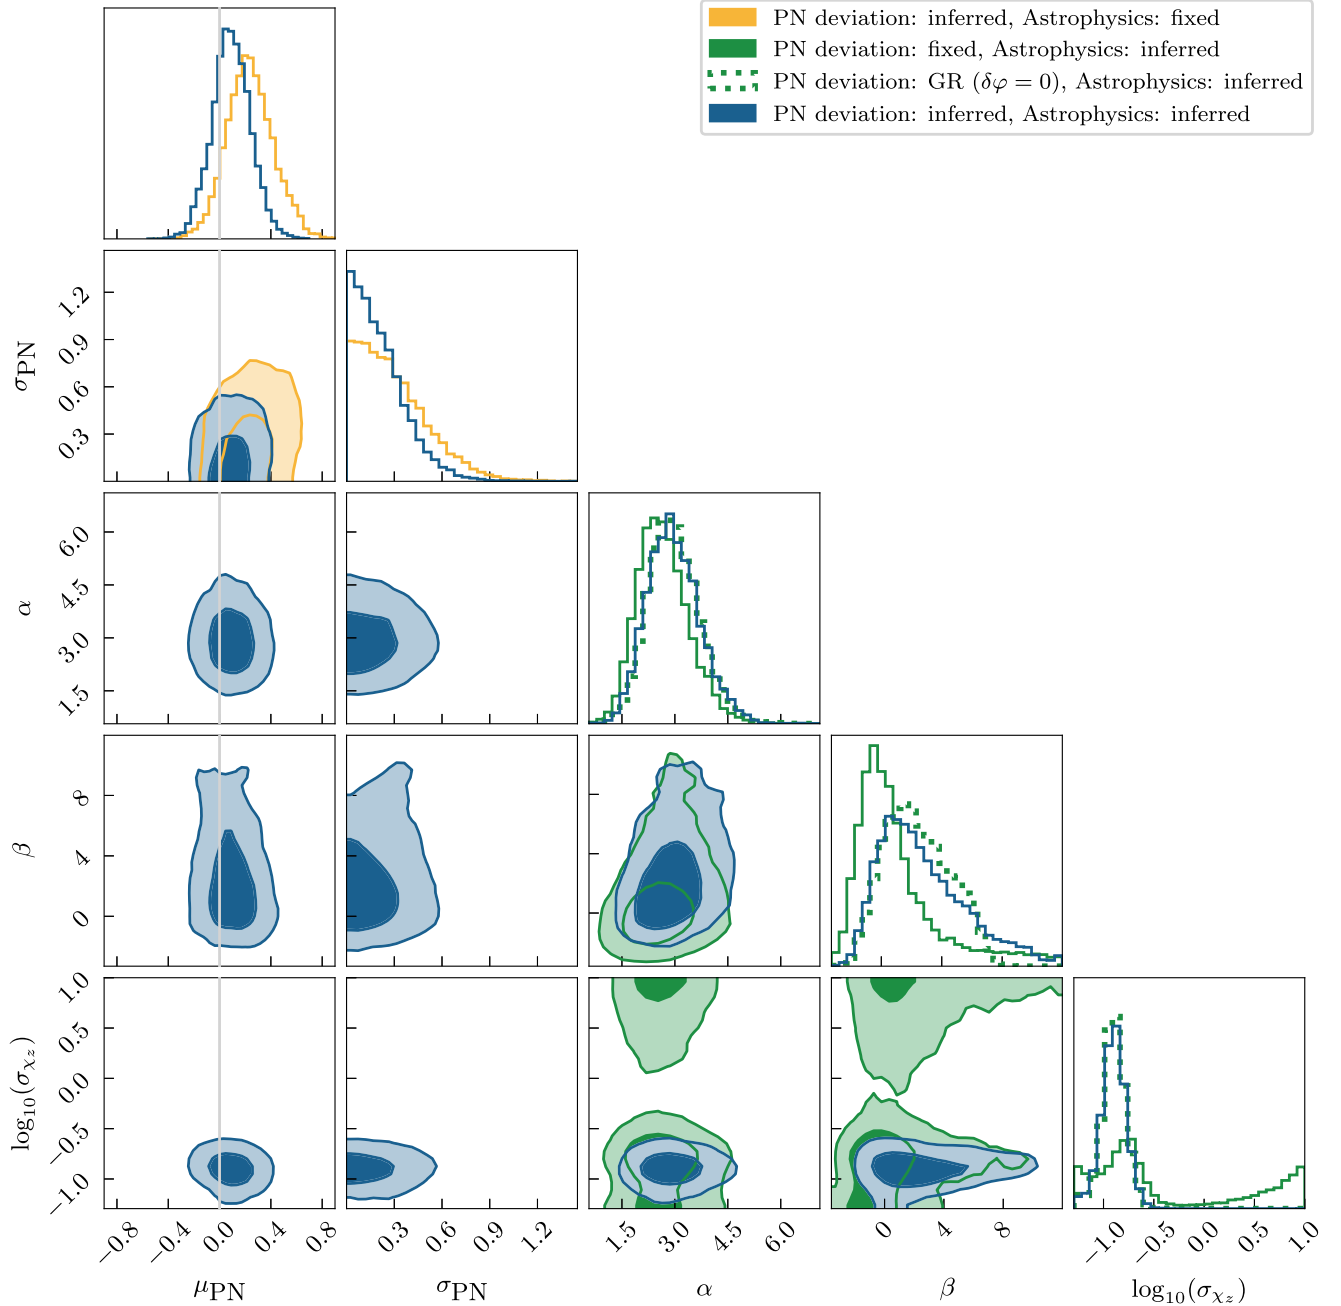 PN deviation: inferred, Astrophysics: fixed
PN deviation: fixed, Astrophysics: inferred
PN deviation: GR (δφ = 0), Astrophysics: inferred
PN deviation: inferred, Astrophysics: inferred
σPN
1.2
0.9
0.6
0.3
α
6.0
4.5
3.0
1.5
β
8
4
0
log10(σχz)
1.0
0.5
0.0
−0.5
−1.0
−0.8 −0.4 0.0 0.4 0.8 0.3 0.6 0.9 1.2 1.5 3.0 4.5 6.0 0 4 8 −1.0 −0.5 0.0 0.5 1.0
μPN σPN α β log10(σχz)